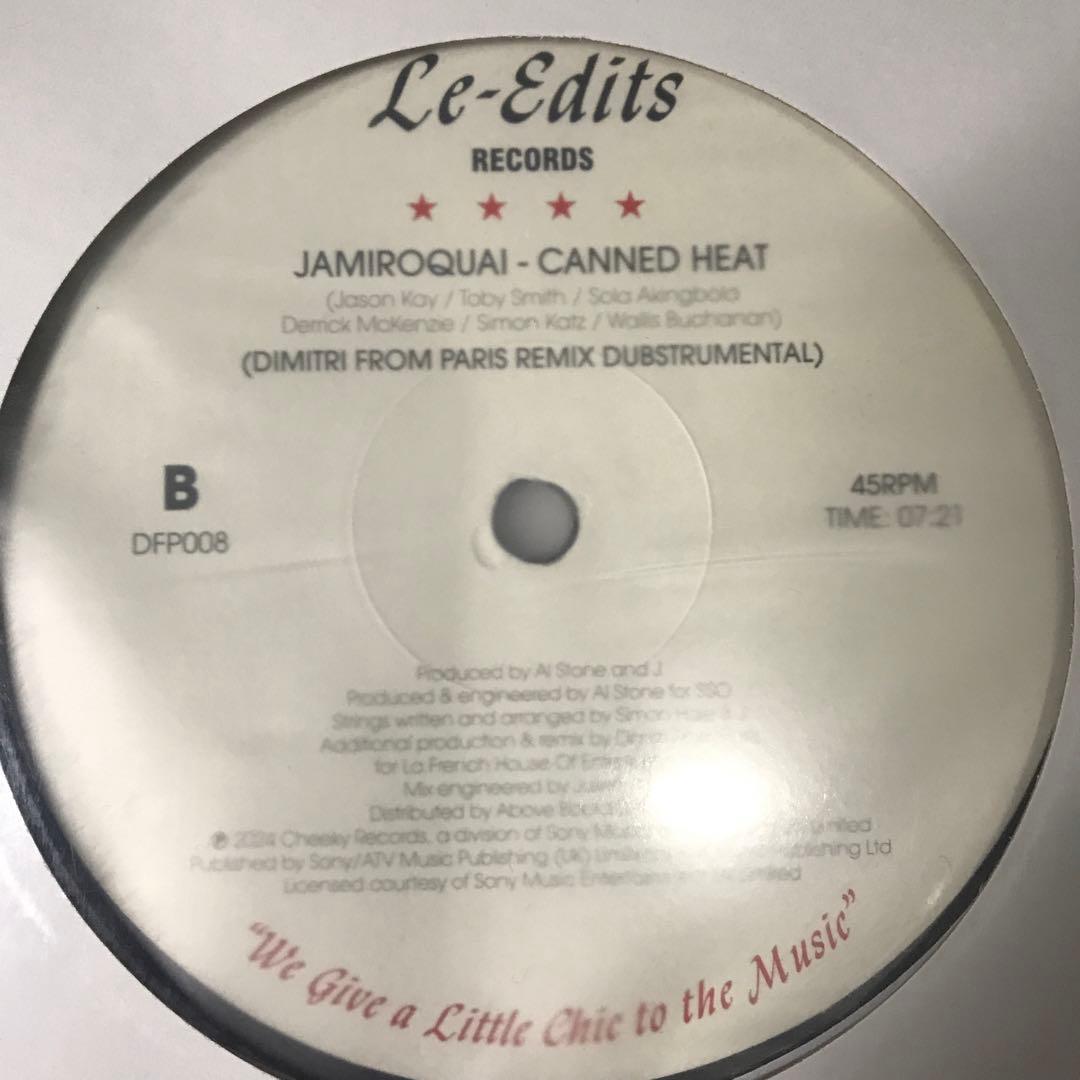 Le-Edits
RECORDS
JAMIROQUAI - CANNED HEAT
(Jason Kay / Toby Smith / Sola Akingbola
Derrick McKenzie / Simon Katz / Wallis Buchanan)
(DIMITRI FROM PARIS REMIX DUBSTRUMENTAL)
B
DFP008
45RPM
TIME: 07:21
Produced by Al Stone and J
Produced & engineered by Al Stone for SSO
Strings written and arranged by Simon
Additional production & remix by
for La French House Of
Mix engineered by
Distributed by Above
℗ 2024 Cheeky Records, a division of Sony Music
Published by Sony/ATV Music Publishing (UK) Ltd
Licensed courtesy of Sony Music
"We Give a Little Chic to the Music"